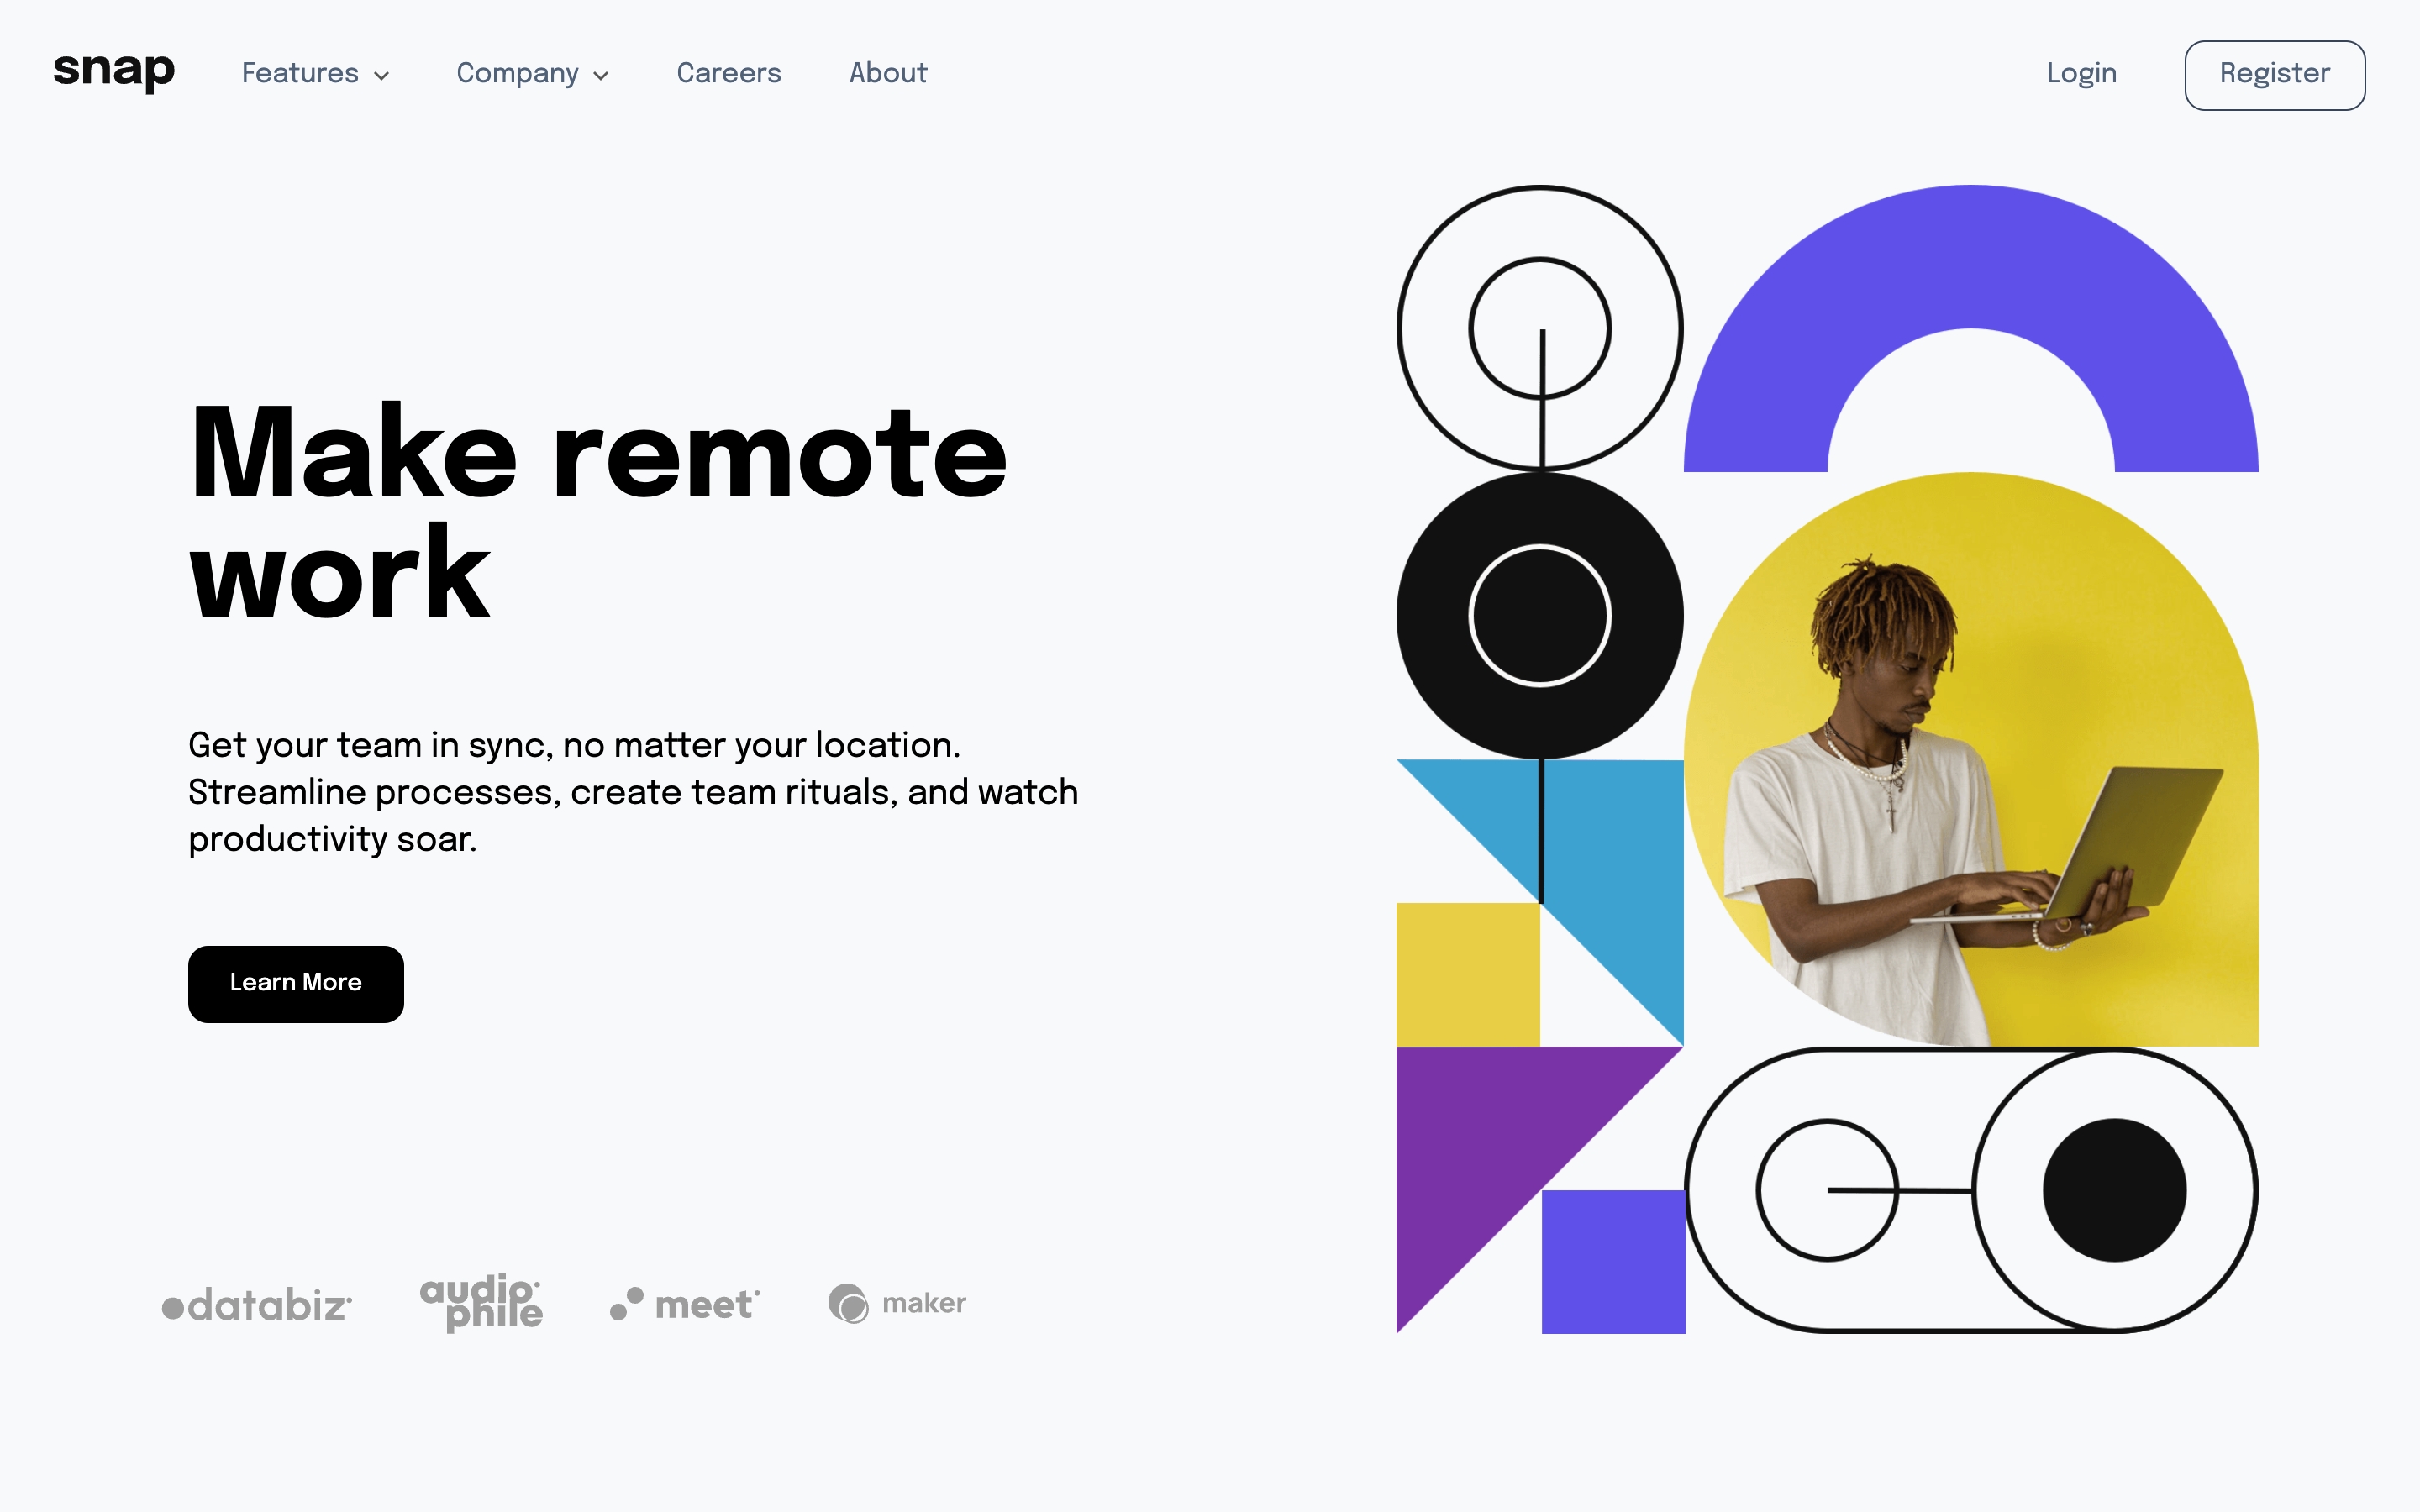 snap Features Company Careers About Login Register
Make remote
work
Get your team in sync, no matter your location.
Streamline processes, create team rituals, and watch
productivity soar.
Learn More
databiz audiophile meet maker